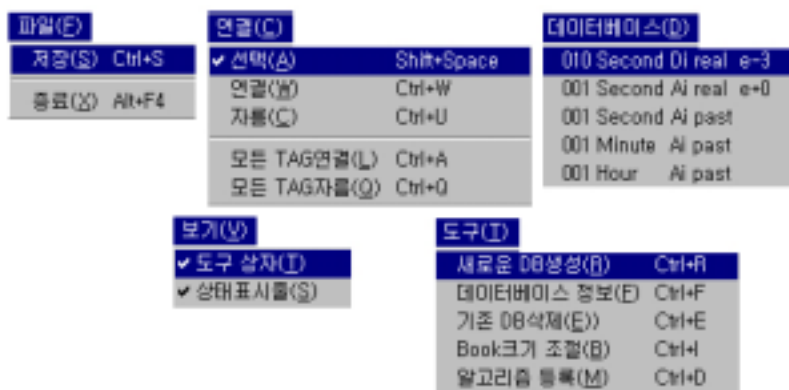 파일(F)
저장(S) Ctrl+S
종료(X) Alt+F4
연결(C)
✔ 선택(A) Shift+Space
연결(W) Ctrl+W
자름(C) Ctrl+U
모든 TAG연결(L) Ctrl+A
모든 TAG자름(Q) Ctrl+Q
데이터베이스(D)
010 Second Di real e-3
001 Second Ai real e+0
001 Second Ai past
001 Minute Ai past
001 Hour Ai past
보기(V)
✔ 도구 상자(T)
✔ 상태표시줄(S)
도구(T)
새로운 DB생성(R) Ctrl+R
데이터베이스 정보(F) Ctrl+F
기존 DB삭제(E)) Ctrl+E
Book크기 조절(B) Ctrl+I
알고리즘 등록(M) Ctrl+D